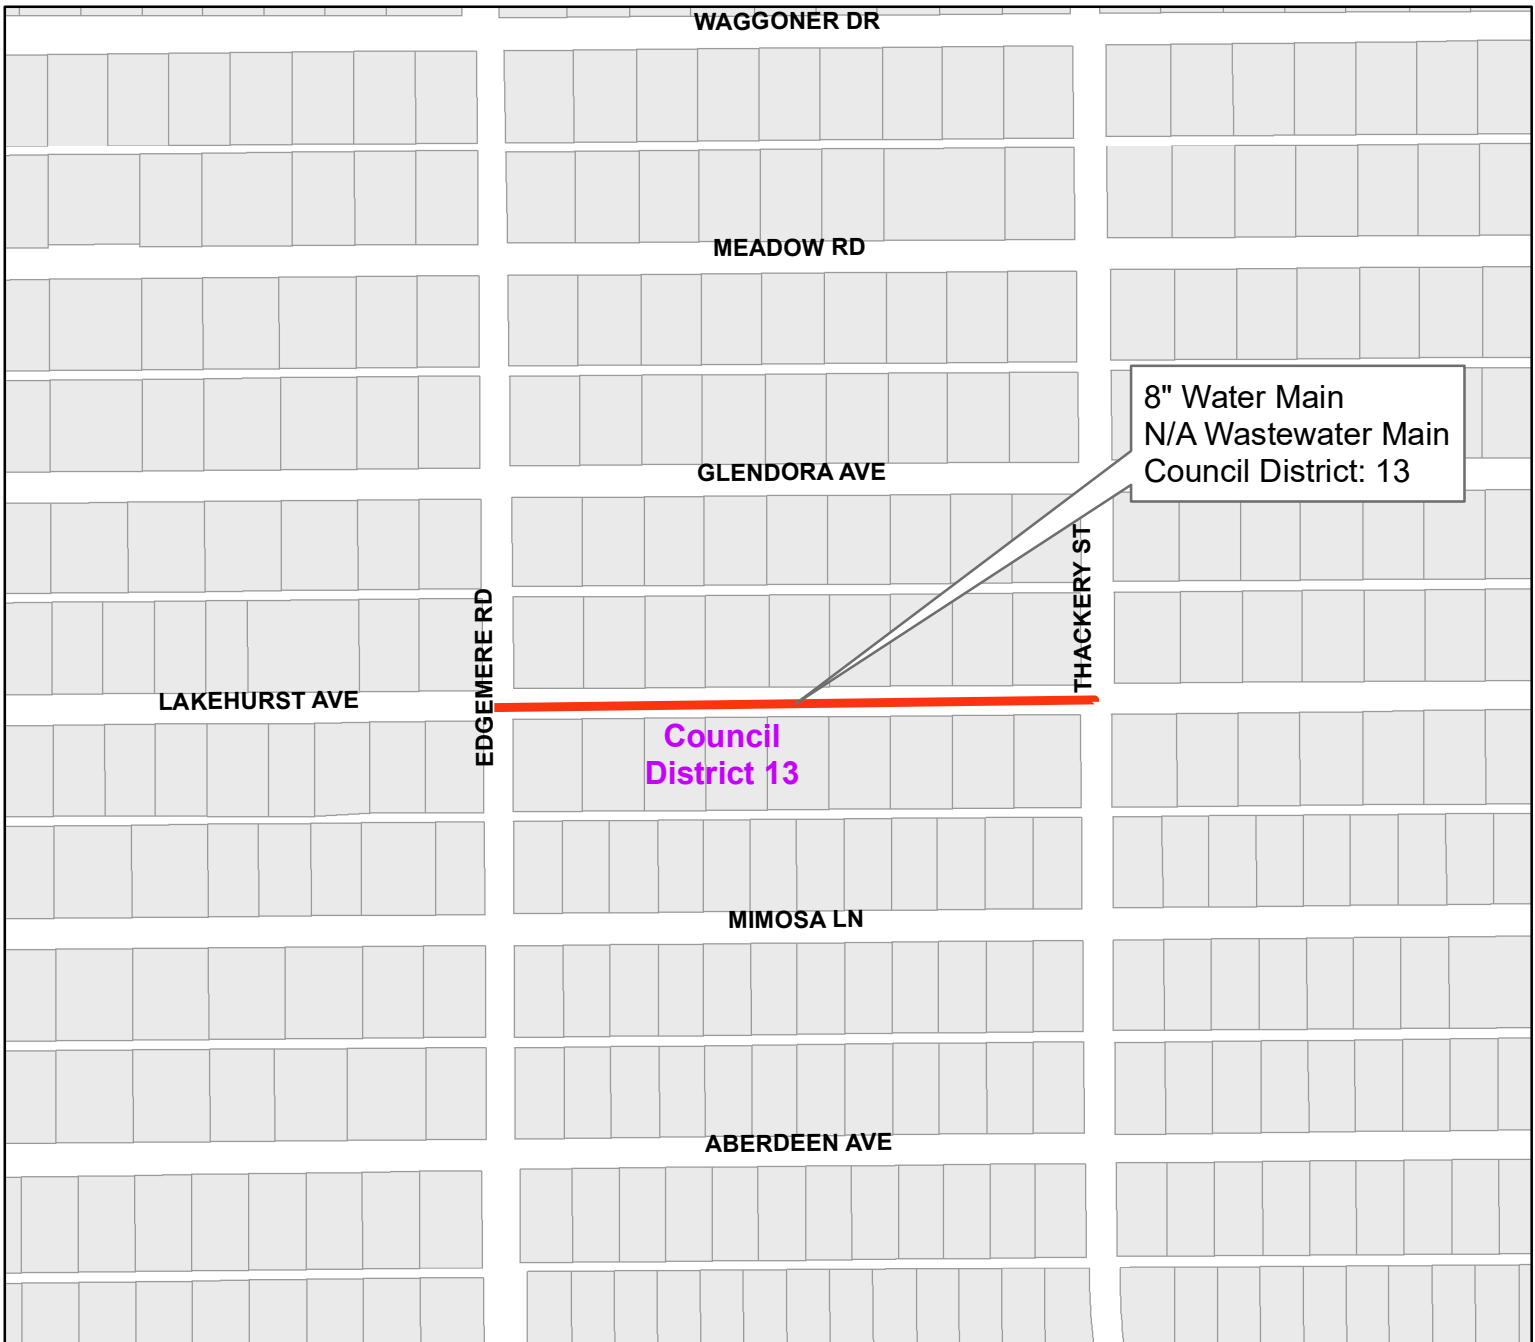 WAGGONER DR
MEADOW RD
8" Water Main
N/A Wastewater Main
Council District: 13
GLENDORA AVE
THACKERY ST
EDGEMERE RD
LAKEHURST AVE
Council
District 13
MIMOSA LN
ABERDEEN AVE